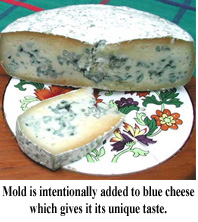 Mold is intentionally added to blue cheese
which gives it its unique taste.